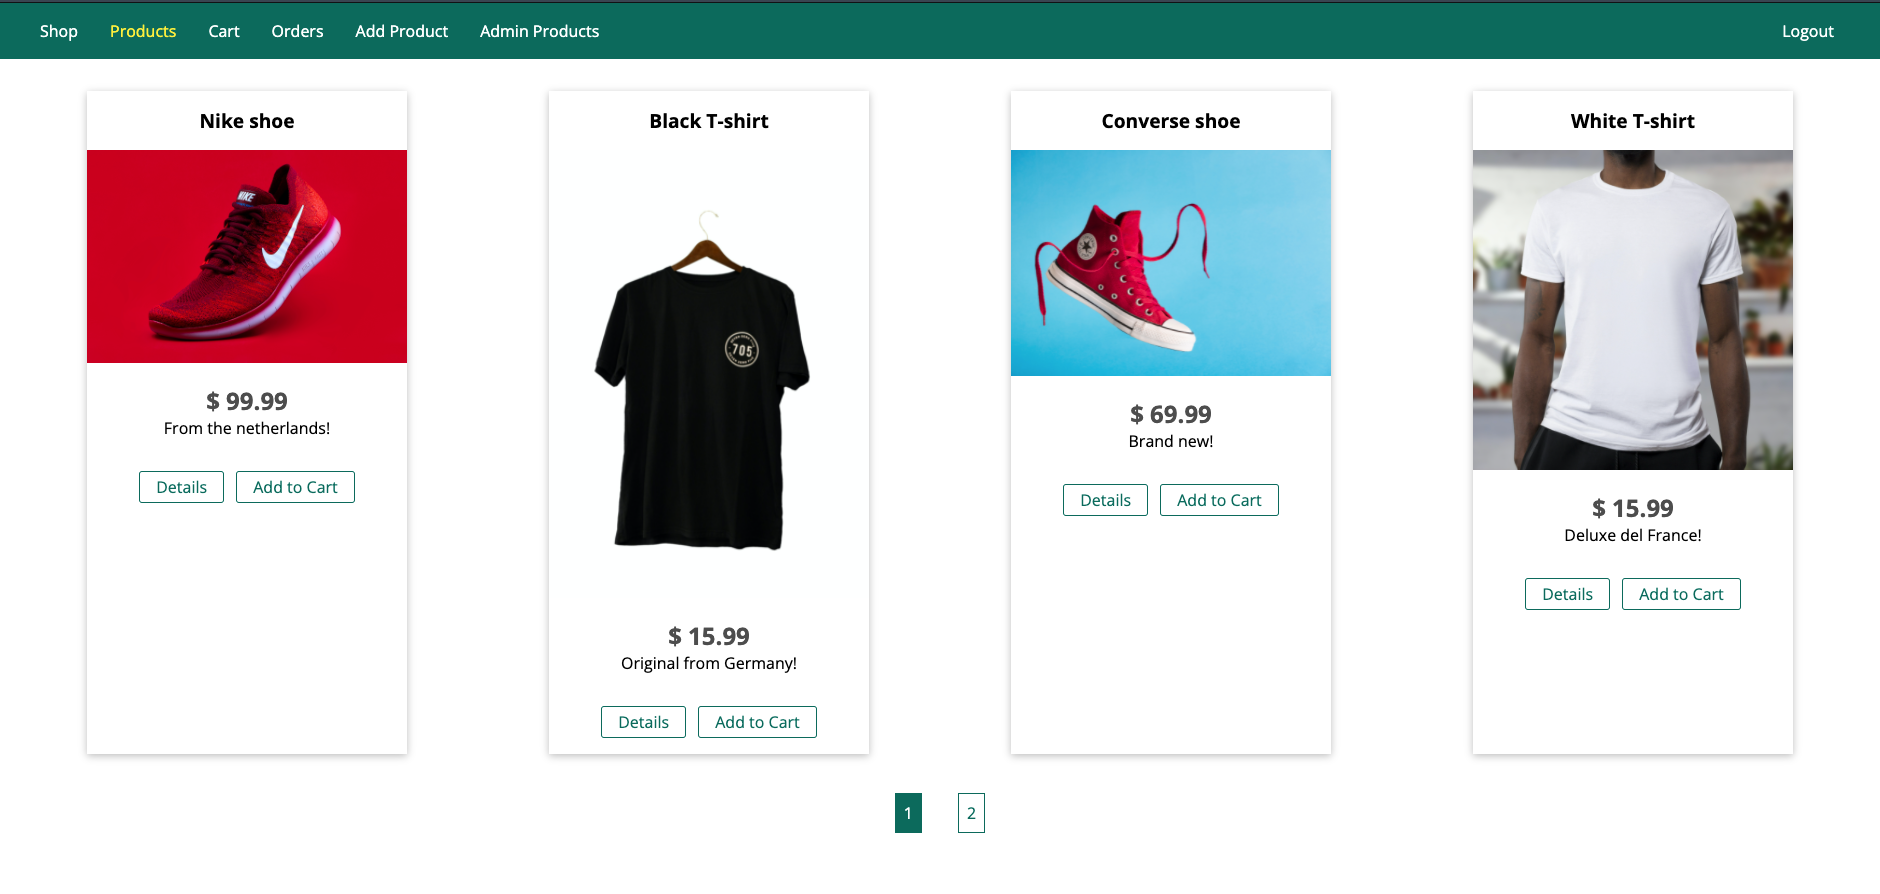 Shop Products Cart Orders Add Product Admin Products Logout
Nike shoe
NIKE
$ 99.99
From the netherlands!
Details Add to Cart
Black T-shirt
705
$ 15.99
Original from Germany!
Details Add to Cart
Converse shoe
$ 69.99
Brand new!
Details Add to Cart
White T-shirt
$ 15.99
Deluxe del France!
Details Add to Cart
1 2